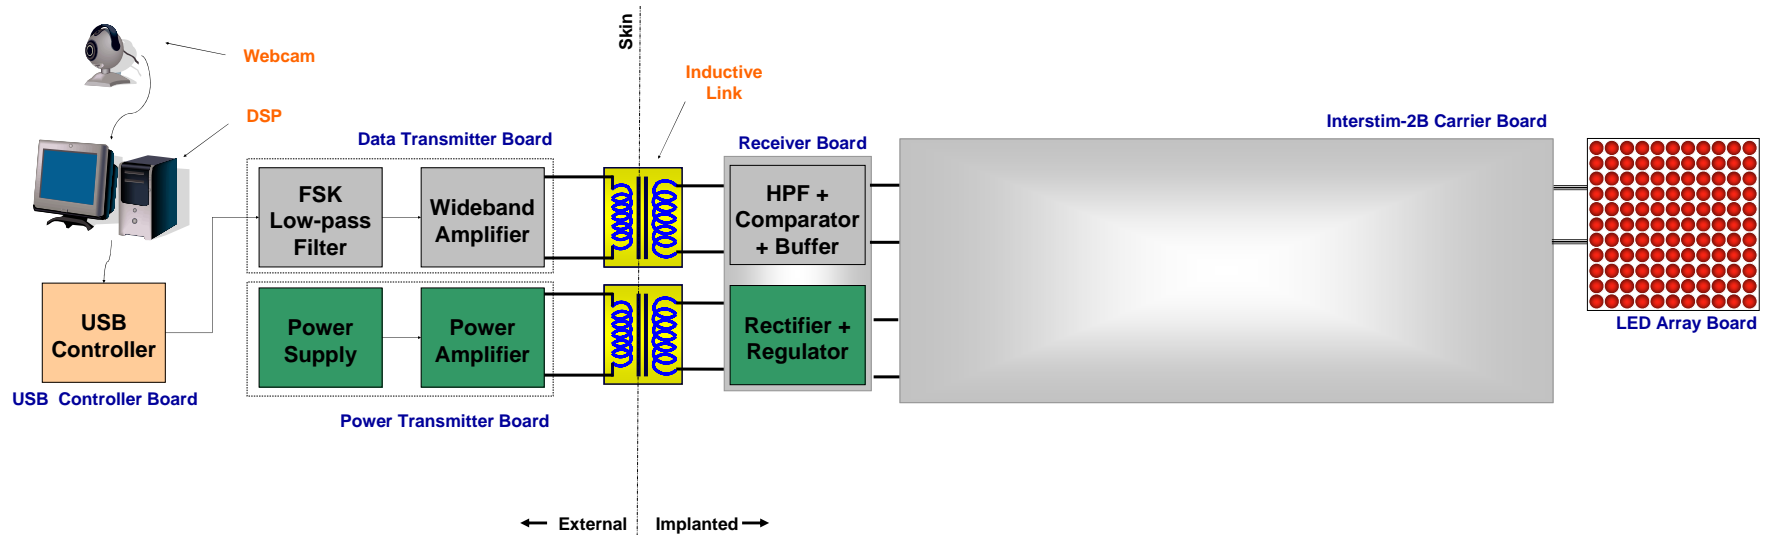 Webcam
DSP
Skin
Inductive
Link
Data Transmitter Board
FSK
Low-pass
Filter
Wideband
Amplifier
Receiver Board
HPF +
Comparator
+ Buffer
Interstim-2B Carrier Board
LED Array Board
USB
Controller
USB  Controller Board
Power
Supply
Power
Amplifier
Power Transmitter Board
Rectifier +
Regulator
External
Implanted